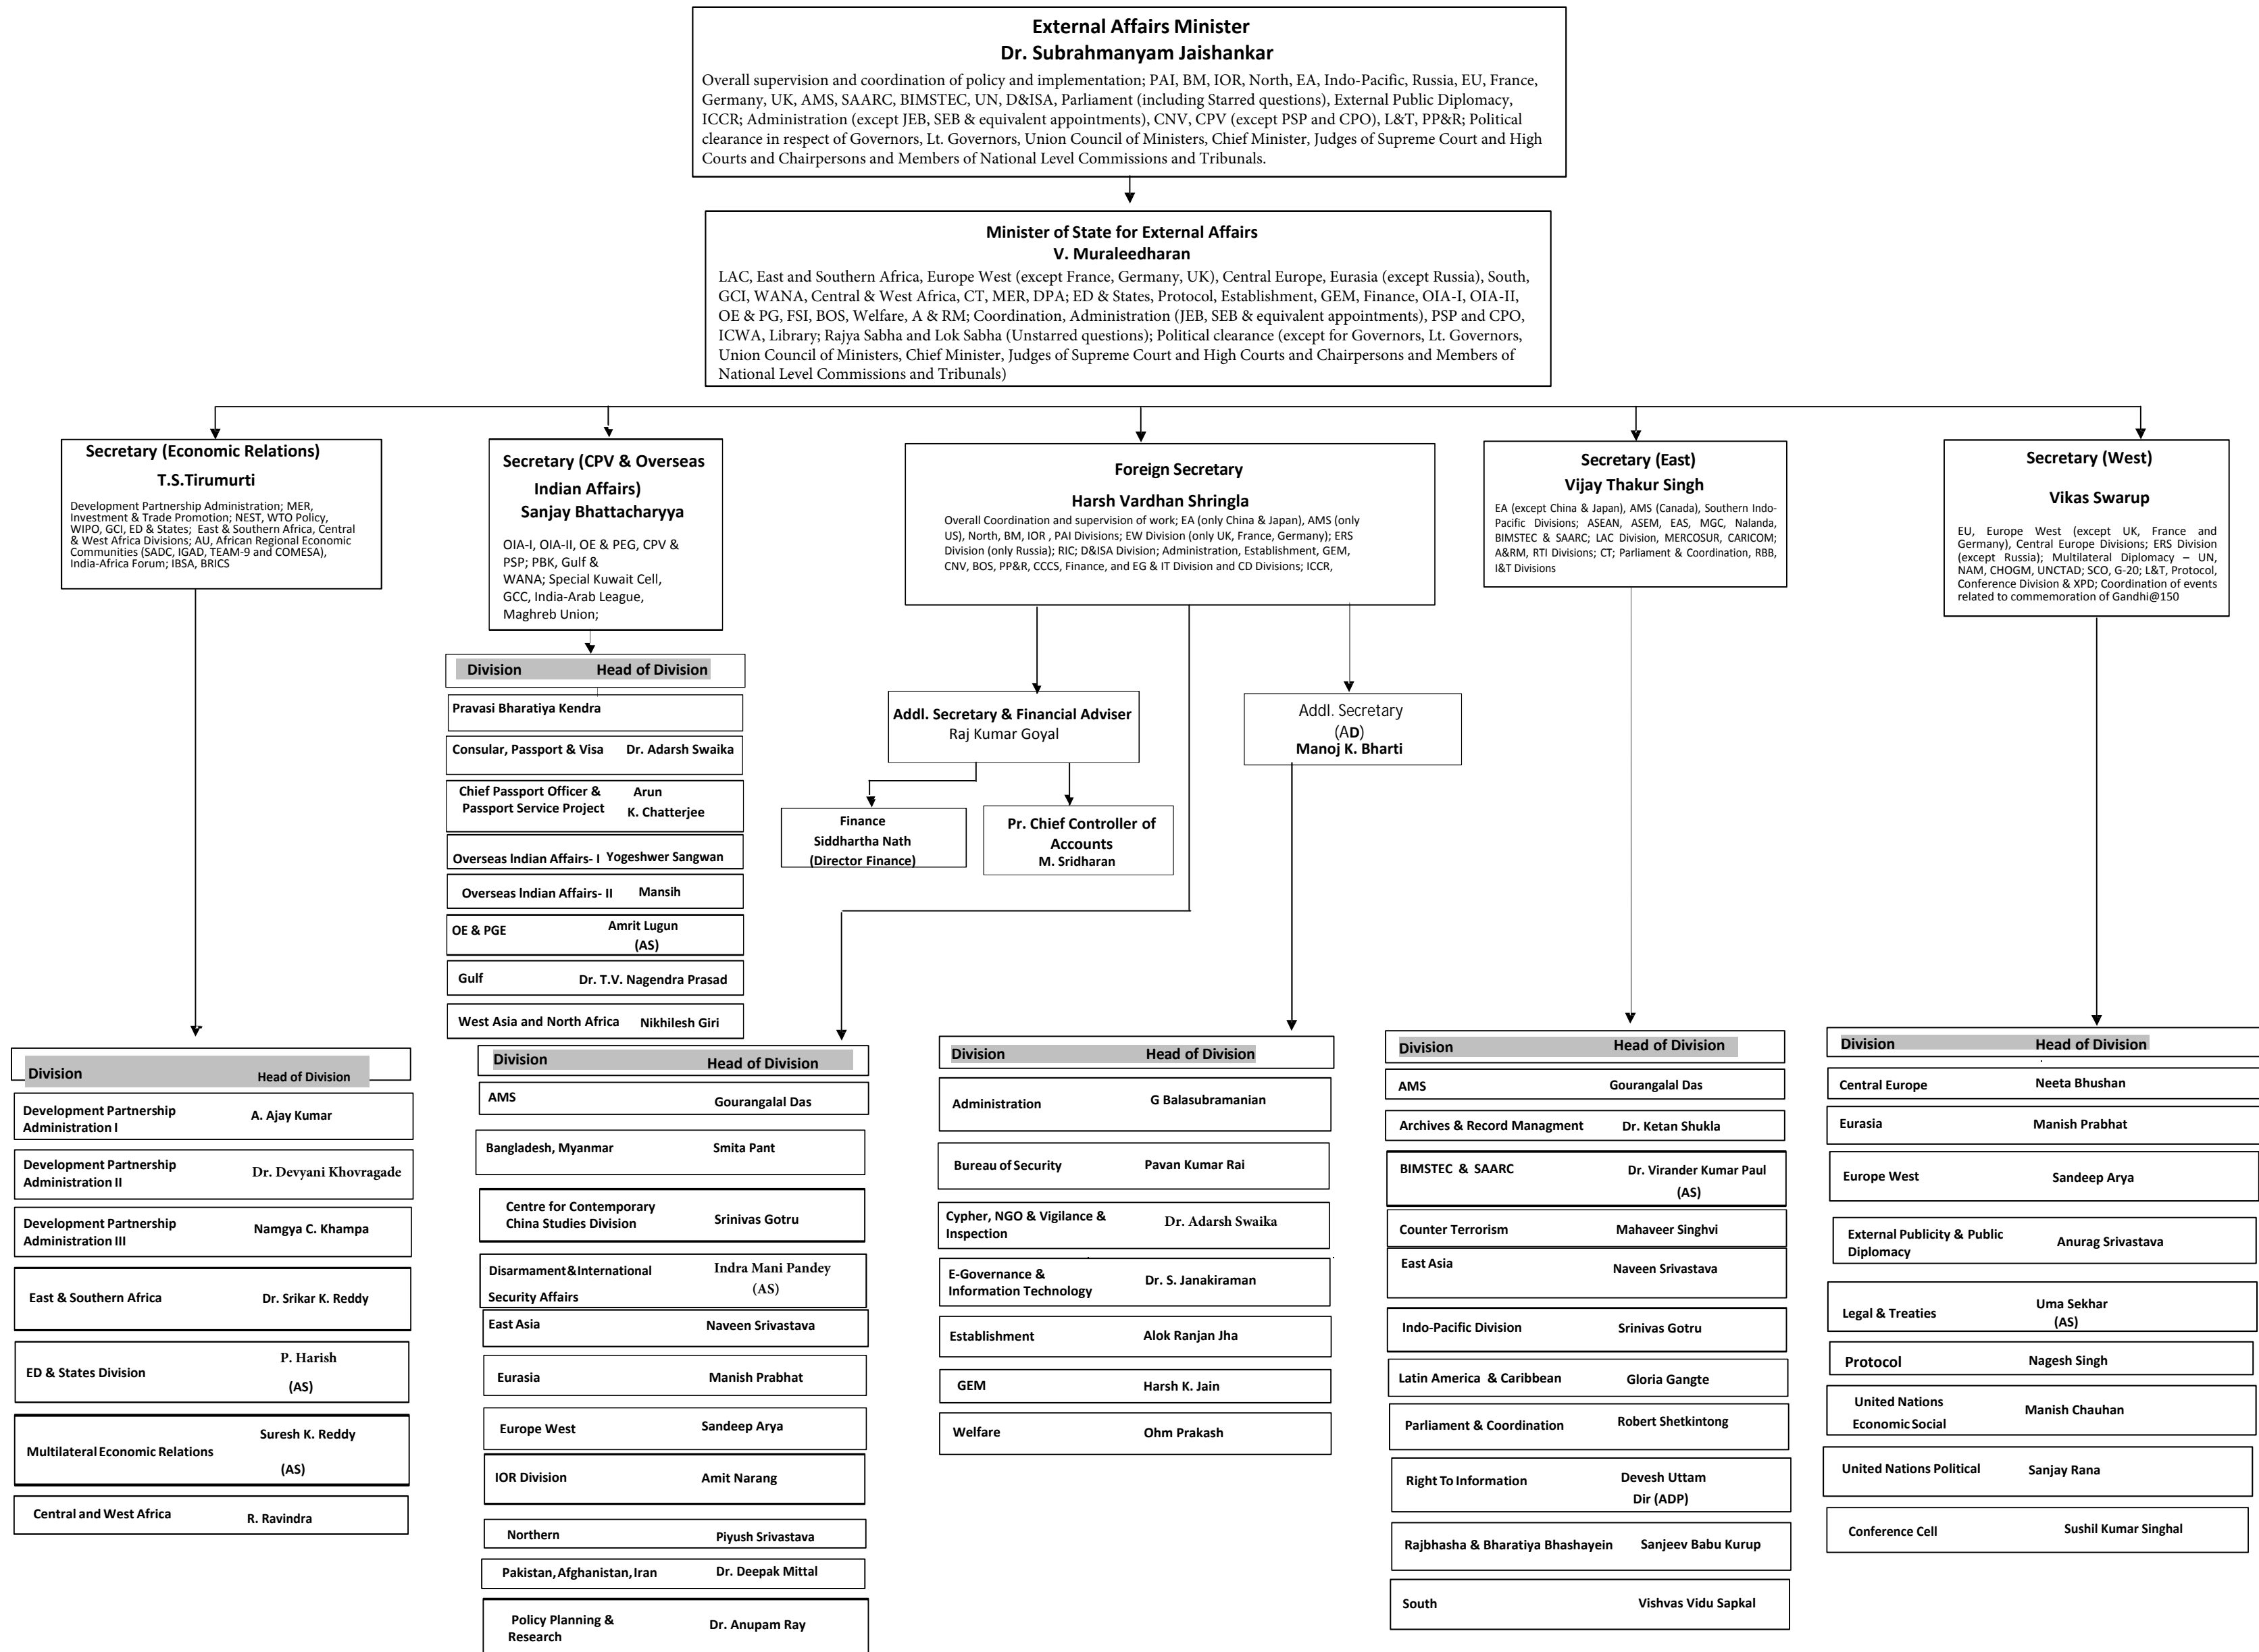 External Affairs Minister
Dr. Subrahmanyam Jaishankar
Overall supervision and coordination of policy and implementation; PAI, BM, IOR, North, EA, Indo-Pacific, Russia, EU, France,
Germany, UK, AMS, SAARC, BIMSTEC, UN, D&ISA, Parliament (including Starred questions), External Public Diplomacy,
ICCR; Administration (except JEB, SEB & equivalent appointments), CNV, CPV (except PSP and CPO), L&T, PP&R; Political
clearance in respect of Governors, Lt. Governors, Union Council of Ministers, Chief Minister, Judges of Supreme Court and High
Courts and Chairpersons and Members of National Level Commissions and Tribunals.
Minister of State for External Affairs
V. Muraleedharan
LAC, East and Southern Africa, Europe West (except France, Germany, UK), Central Europe, Eurasia (except Russia), South,
GCI, WANA, Central & West Africa, CT, MER, DPA; ED & States, Protocol, Establishment, GEM, Finance, OIA-I, OIA-II,
OE & PG, FSI, BOS, Welfare, A & RM; Coordination, Administration (JEB, SEB & equivalent appointments), PSP and CPO,
ICWA, Library; Rajya Sabha and Lok Sabha (Unstarred questions); Political clearance (except for Governors, Lt. Governors,
Union Council of Ministers, Chief Minister, Judges of Supreme Court and High Courts and Chairpersons and Members of
National Level Commissions and Tribunals)
Secretary (Economic Relations)
T.S.Tirumurti
Development Partnership Administration; MER,
Investment & Trade Promotion; NEST, WTO Policy,
WIPO, GCI, ED & States; East & Southern Africa, Central
& West Africa Divisions; AU, African Regional Economic
Communities (SADC, IGAD, TEAM-9 and COMESA),
India-Africa Forum; IBSA, BRICS
Secretary (CPV & Overseas
Indian Affairs)
Sanjay Bhattacharyya
OIA-I, OIA-II, OE & PEG, CPV &
PSP; PBK, Gulf &
WANA; Special Kuwait Cell,
GCC, India-Arab League,
Maghreb Union;
Foreign Secretary
Harsh Vardhan Shringla
Overall Coordination and supervision of work; EA (only China & Japan), AMS (only
US), North, BM, IOR , PAI Divisions; EW Division (only UK, France, Germany); ERS
Division (only Russia); RIC; D&ISA Division; Administration, Establishment, GEM,
CNV, BOS, PP&R, CCCS, Finance, and EG & IT Division and CD Divisions; ICCR,
Secretary (East)
Vijay Thakur Singh
EA (except China & Japan), AMS (Canada), Southern Indo-
Pacific Divisions; ASEAN, ASEM, EAS, MGC, Nalanda,
BIMSTEC & SAARC; LAC Division, MERCOSUR, CARICOM;
A&RM, RTI Divisions; CT; Parliament & Coordination, RBB,
I&T Divisions
Secretary (West)
Vikas Swarup
EU, Europe West (except UK, France and
Germany), Central Europe Divisions; ERS Division
(except Russia); Multilateral Diplomacy – UN,
NAM, CHOGM, UNCTAD; SCO, G-20; L&T, Protocol,
Conference Division & XPD; Coordination of events
related to commemoration of Gandhi@150
Division Head of Division
Pravasi Bharatiya Kendra
Consular, Passport & Visa Dr. Adarsh Swaika
Chief Passport Officer & Arun
Passport Service Project K. Chatterjee
Overseas Indian Affairs- I Yogeshwer Sangwan
Overseas Indian Affairs- II Mansih
OE & PGE Amrit Lugun
(AS)
Gulf Dr. T.V. Nagendra Prasad
West Asia and North Africa Nikhilesh Giri
Addl. Secretary & Financial Adviser
Raj Kumar Goyal
Addl. Secretary
(AD)
Manoj K. Bharti
Finance
Siddhartha Nath
(Director Finance)
Pr. Chief Controller of
Accounts
M. Sridharan
Division Head of Division
Development Partnership
Administration I A. Ajay Kumar
Development Partnership
Administration II Dr. Devyani Khovragade
Development Partnership
Administration III Namgya C. Khampa
East & Southern Africa Dr. Srikar K. Reddy
ED & States Division P. Harish
(AS)
Multilateral Economic Relations Suresh K. Reddy
(AS)
Central and West Africa R. Ravindra
Division Head of Division
AMS Gourangalal Das
Bangladesh, Myanmar Smita Pant
Centre for Contemporary
China Studies Division Srinivas Gotru
Disarmament & International Indra Mani Pandey
Security Affairs (AS)
East Asia Naveen Srivastava
Eurasia Manish Prabhat
Europe West Sandeep Arya
IOR Division Amit Narang
Northern Piyush Srivastava
Pakistan, Afghanistan, Iran Dr. Deepak Mittal
Policy Planning &
Research Dr. Anupam Ray
Division Head of Division
Administration G Balasubramanian
Bureau of Security Pavan Kumar Rai
Cypher, NGO & Vigilance &
Inspection Dr. Adarsh Swaika
E-Governance &
Information Technology Dr. S. Janakiraman
Establishment Alok Ranjan Jha
GEM Harsh K. Jain
Welfare Ohm Prakash
Division Head of Division
AMS Gourangalal Das
Archives & Record Managment Dr. Ketan Shukla
BIMSTEC & SAARC Dr. Virander Kumar Paul
(AS)
Counter Terrorism Mahaveer Singhvi
East Asia Naveen Srivastava
Indo-Pacific Division Srinivas Gotru
Latin America & Caribbean Gloria Gangte
Parliament & Coordination Robert Shetkintong
Right To Information Devesh Uttam
Dir (ADP)
Rajbhasha & Bharatiya Bhashayein Sanjeev Babu Kurup
South Vishvas Vidu Sapkal
Division Head of Division
Central Europe Neeta Bhushan
Eurasia Manish Prabhat
Europe West Sandeep Arya
External Publicity & Public
Diplomacy Anurag Srivastava
Legal & Treaties Uma Sekhar
(AS)
Protocol Nagesh Singh
United Nations
Economic Social Manish Chauhan
United Nations Political Sanjay Rana
Conference Cell Sushil Kumar Singhal